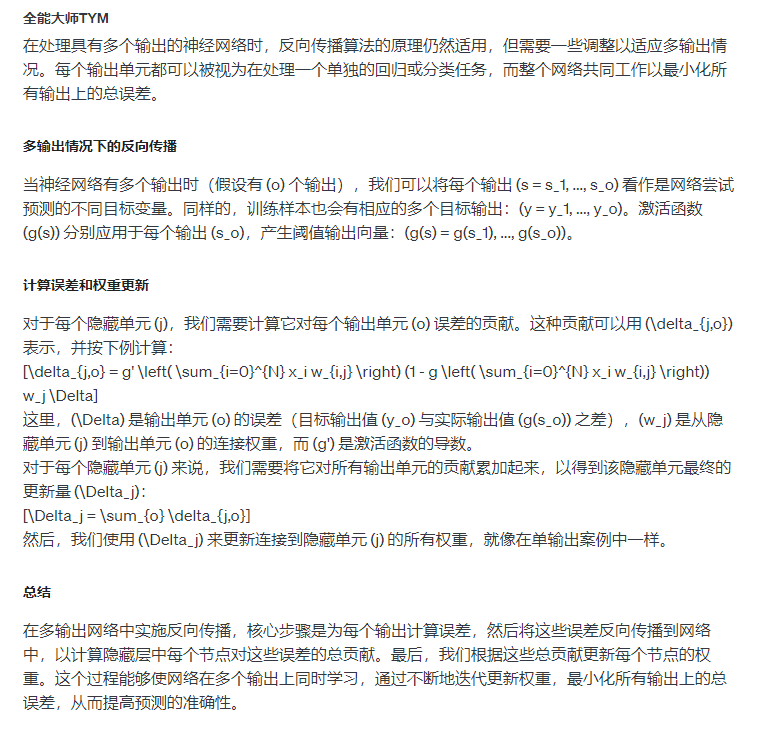 全能大师TYM
在处理具有多个输出的神经网络时，反向传播算法的原理仍然适用，但需要一些调整以适应多输出情
况。每个输出单元都可以被视为在处理一个单独的回归或分类任务，而整个网络共同工作以最小化所
有输出上的总误差。
多输出情况下的反向传播
当神经网络有多个输出时（假设有 (o) 个输出），我们可以将每个输出 (s = s_1, ..., s_o) 看作是网络尝试
预测的不同目标变量。同样的，训练样本也会有相应的多个目标输出：(y = y_1, ..., y_o)。激活函数
(g(s)) 分别应用于每个输出 (s_o)，产生阈值输出向量：(g(s) = g(s_1), ..., g(s_o))。
计算误差和权重更新
对于每个隐藏单元 (j)，我们需要计算它对每个输出单元 (o) 误差的贡献。这种贡献可以用 (\delta_{j,o})
表示，并按下例计算：
[\delta_{j,o} = g' \left( \sum_{i=0}^{N} x_i w_{i,j} \right) (1 - g \left( \sum_{i=0}^{N} x_i w_{i,j} \right))
w_j \Delta]
这里，(\Delta) 是输出单元 (o) 的误差（目标输出值 (y_o) 与实际输出值 (g(s_o)) 之差），(w_j) 是从隐
藏单元 (j) 到输出单元 (o) 的连接权重，而 (g') 是激活函数的导数。
对于每个隐藏单元 (j) 来说，我们需要将它对所有输出单元的贡献累加起来，以得到该隐藏单元最终的
更新量 (\Delta_j)：
[\Delta_j = \sum_{o} \delta_{j,o}]
然后，我们使用 (\Delta_j) 来更新连接到隐藏单元 (j) 的所有权重，就像在单输出案例中一样。
总结
在多输出网络中实施反向传播，核心步骤是为每个输出计算误差，然后将这些误差反向传播到网络
中，以计算隐藏层中每个节点对这些误差的总贡献。最后，我们根据这些总贡献更新每个节点的权
重。这个过程能够使网络在多个输出上同时学习，通过不断地迭代更新权重，最小化所有输出上的总
误差，从而提高预测的准确性。